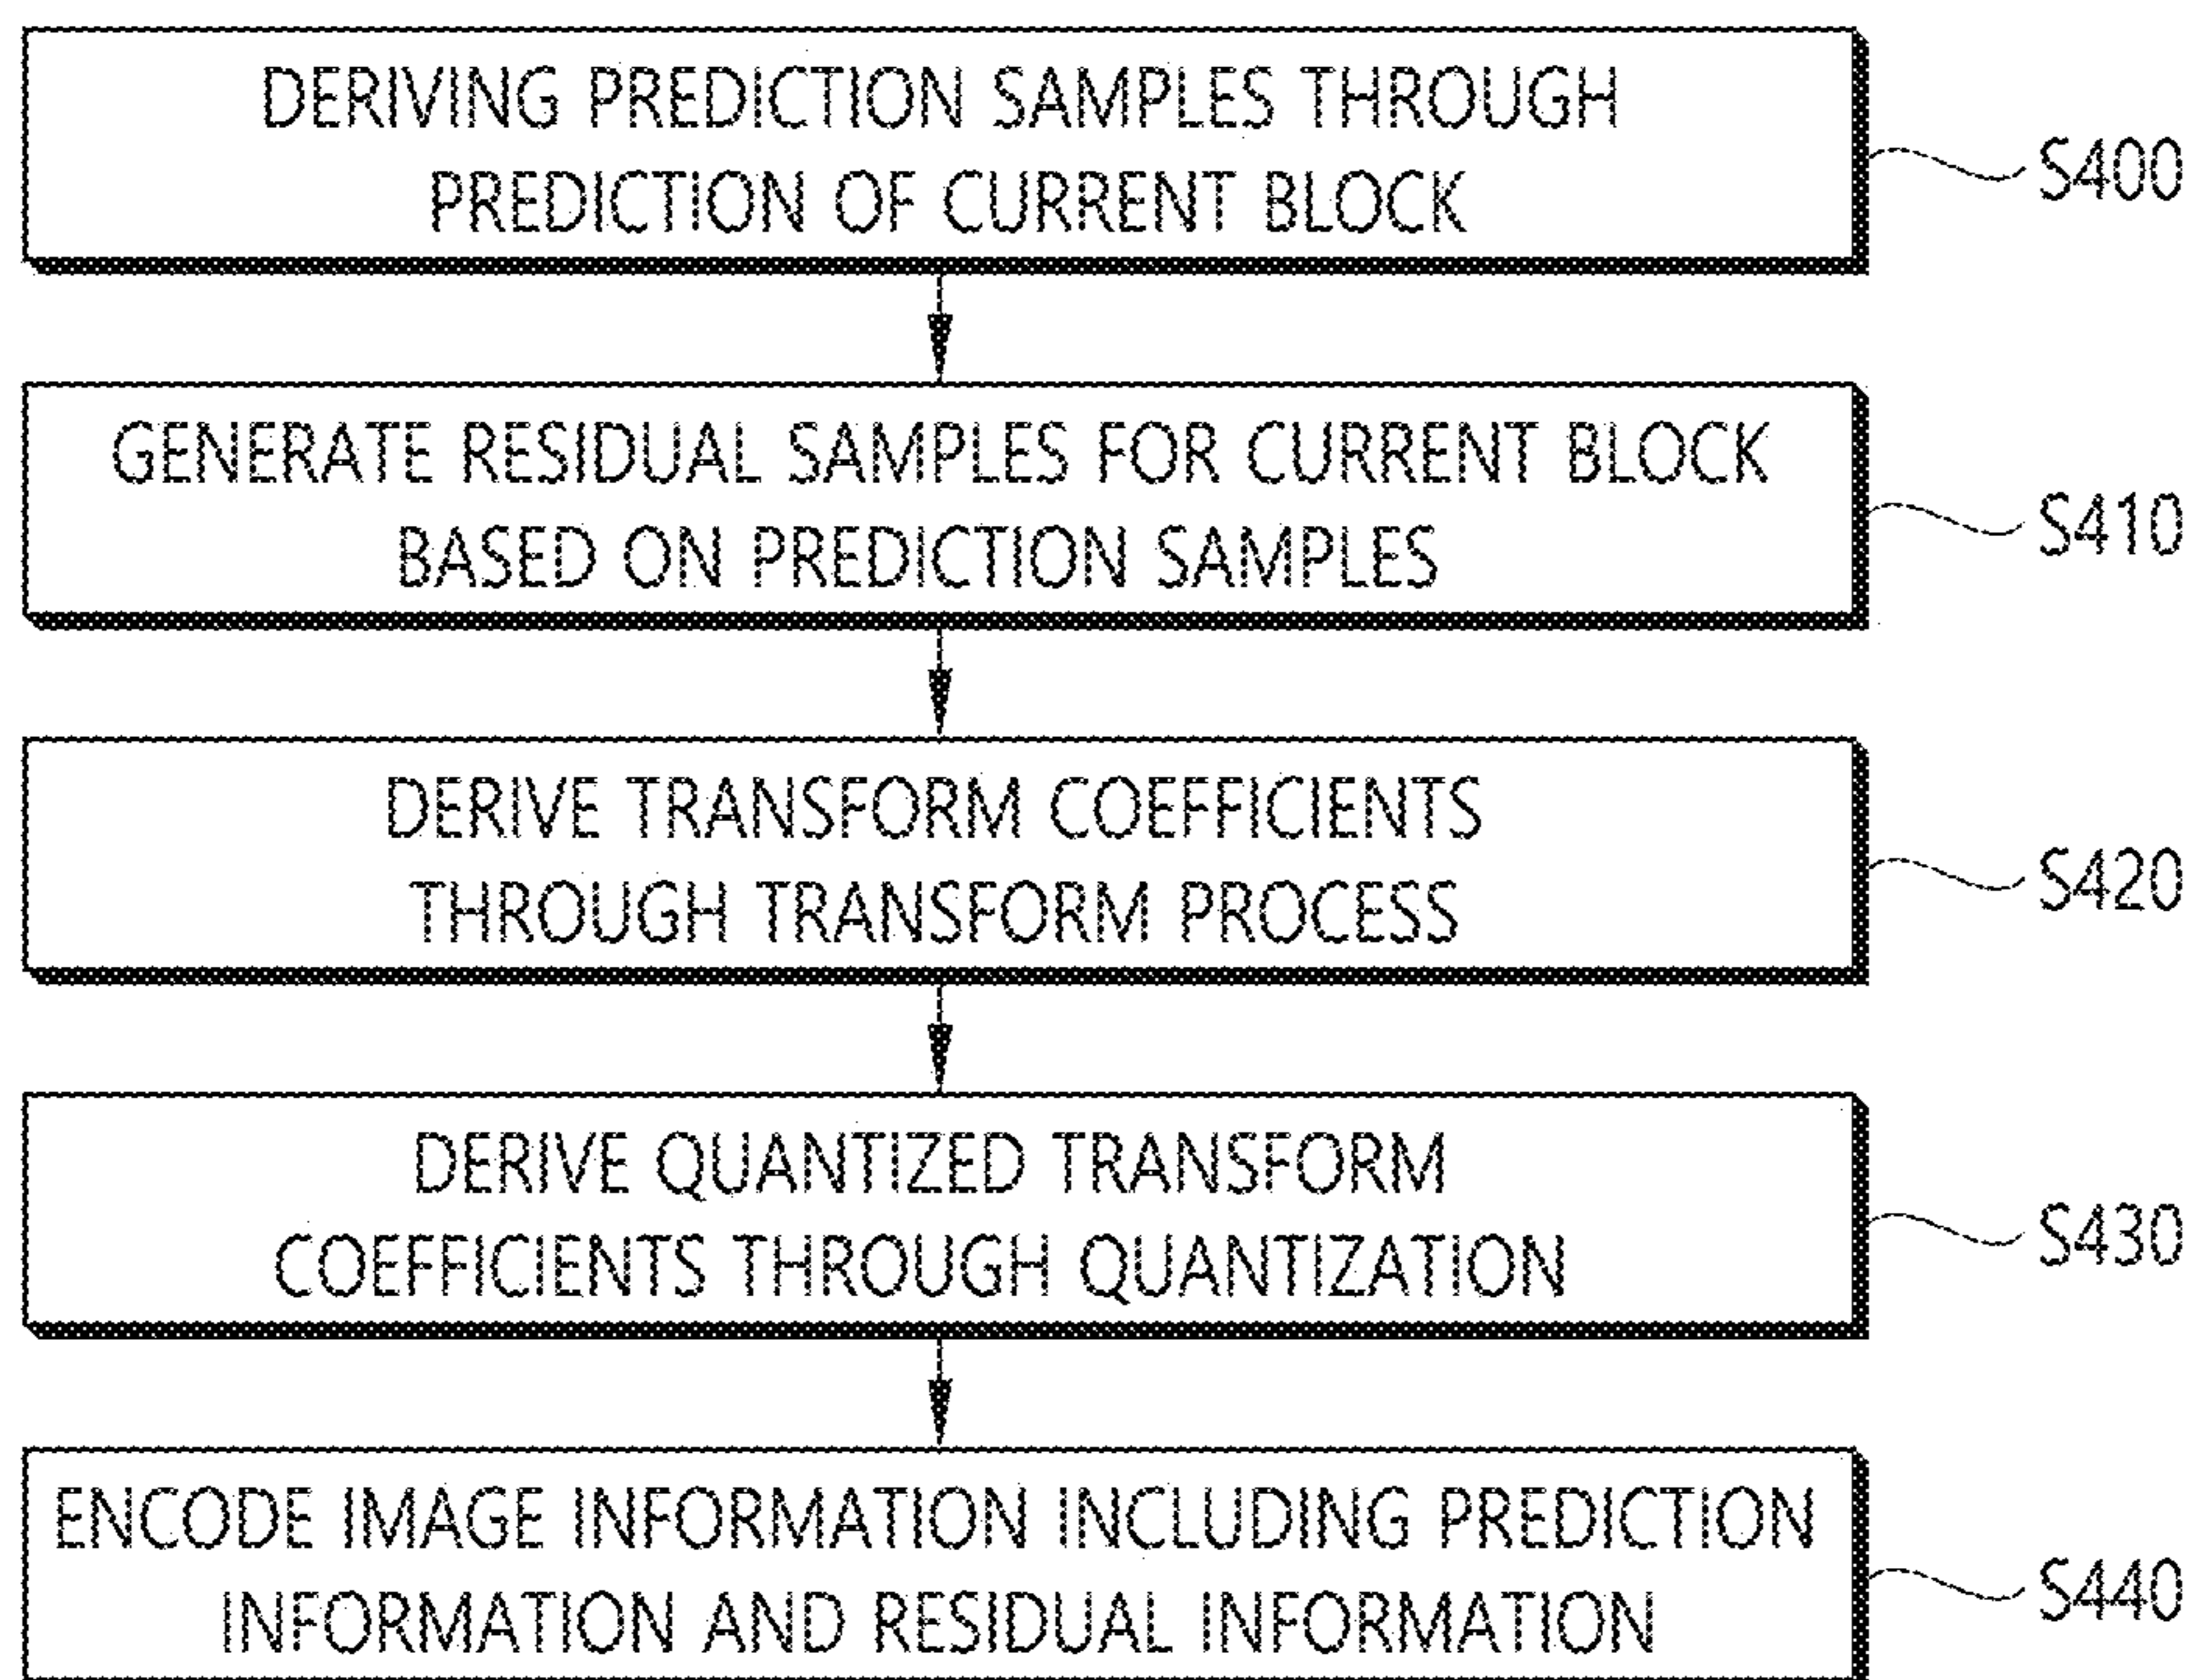 DERIVING PREDICTION SAMPLES THROUGH
PREDICTION OF CURRENT BLOCK
S400
GENERATE RESIDUAL SAMPLES FOR CURRENT BLOCK
BASED ON PREDICTION SAMPLES
S410
DERIVE TRANSFORM COEFFICIENTS
THROUGH TRANSFORM PROCESS
S420
DERIVE QUANTIZED TRANSFORM
COEFFICIENTS THROUGH QUANTIZATION
S430
ENCODE IMAGE INFORMATION INCLUDING PREDICTION
INFORMATION AND RESIDUAL INFORMATION
S440